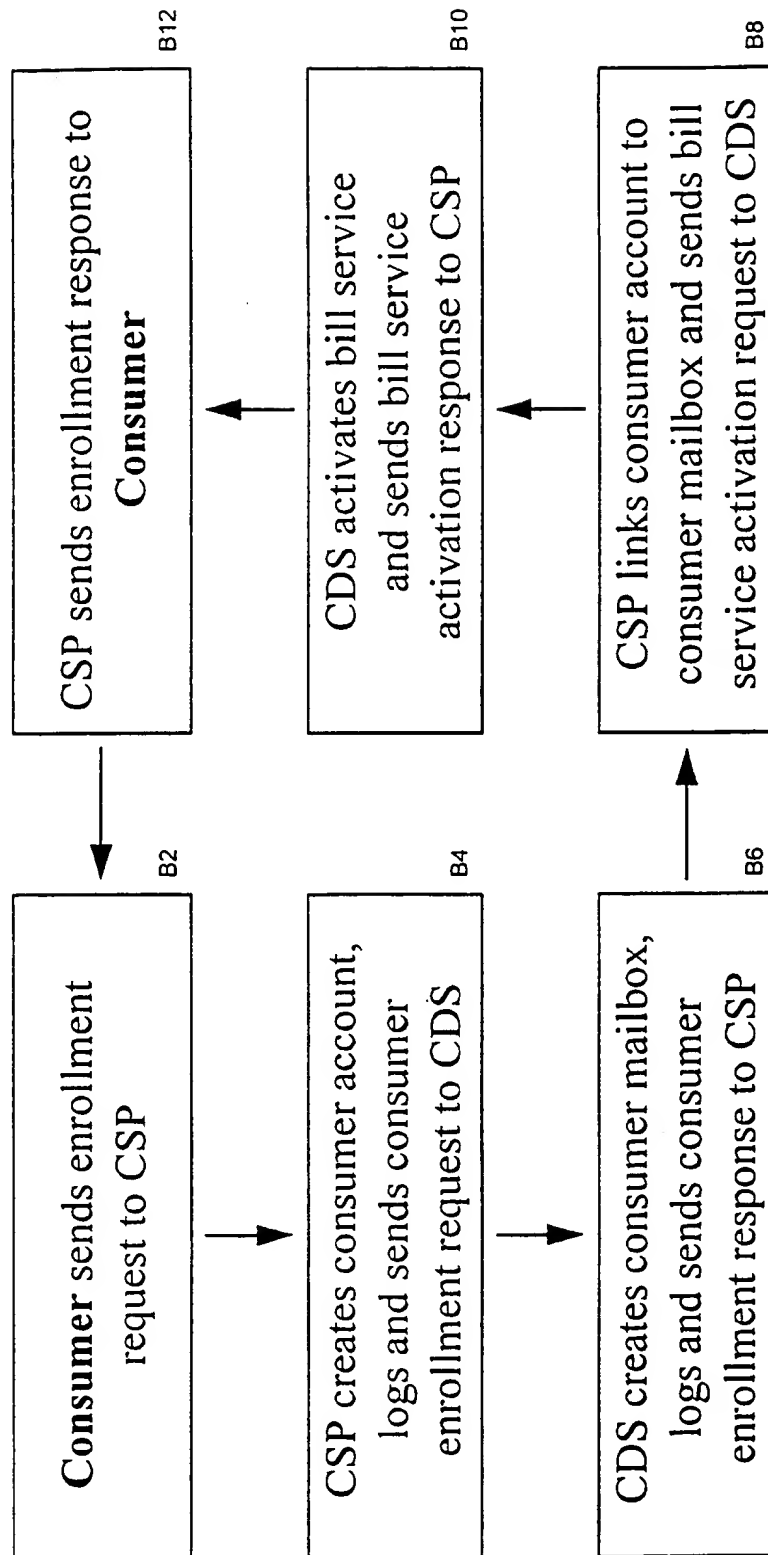 Consumer sends enrollment
request to CSP
B2
CSP creates consumer account,
logs and sends consumer
enrollment request to CDS
B4
CDS creates consumer mailbox,
logs and sends consumer
enrollment response to CSP
B6
CSP links consumer account to
consumer mailbox and sends bill
service activation request to CDS
B8
CDS activates bill service
and sends bill service
activation response to CSP
B10
CSP sends enrollment response to
Consumer
B12